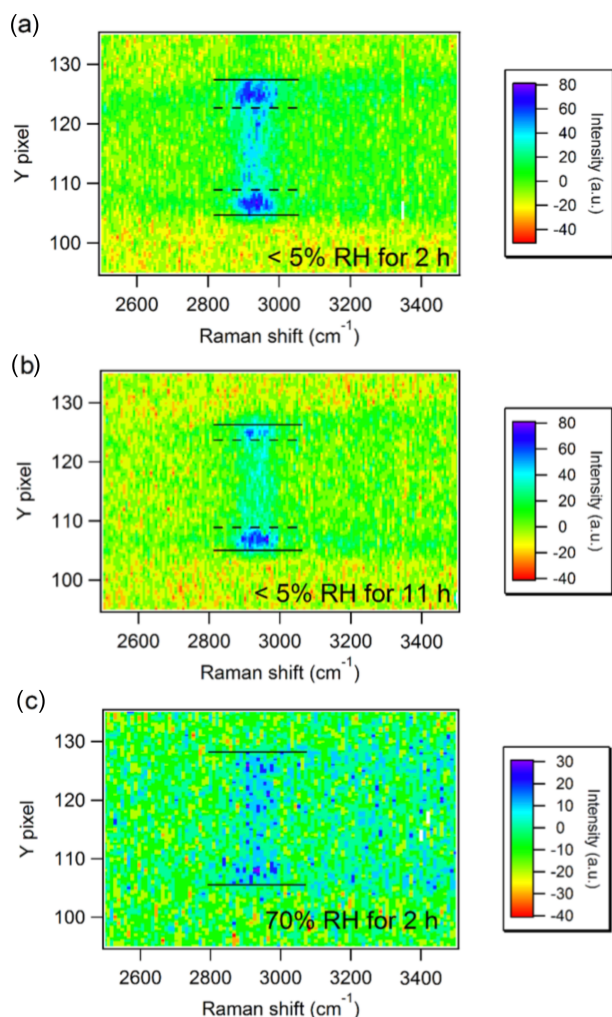 (a)
130
120
110
100
Y pixel
2600 2800 3000 3200 3400
Raman shift (cm⁻¹)
< 5% RH for 2 h
80
60
40
20
0
-20
-40
Intensity (a.u.)
(b)
130
120
110
100
Y pixel
2600 2800 3000 3200 3400
Raman shift (cm⁻¹)
< 5% RH for 11 h
80
60
40
20
0
-20
-40
Intensity (a.u.)
(c)
130
120
110
100
Y pixel
2600 2800 3000 3200 3400
Raman shift (cm⁻¹)
70% RH for 2 h
30
20
10
0
-10
-20
-30
-40
Intensity (a.u.)